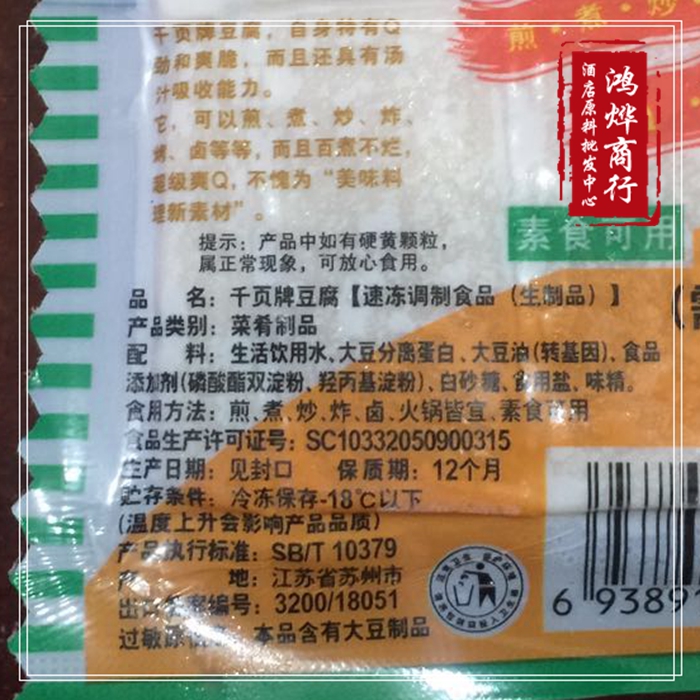 千页牌豆腐，自身特有Q
劲和爽脆，而且还具有汤
汁吸收能力。
它，可以煎、煮、炒、炸、
烤、卤等等，而且百煮不烂，
超级爽Q，不愧为“美味料
理新素材”。
煎·煮·炒
鸿烨商行
酒店原料批发中心
素食可用
提示：产品中如有硬黄颗粒，
属正常现象，可放心食用。
品 名：千页牌豆腐【速冻调制食品（生制品）】
产品类别：菜肴制品
配 料：生活饮用水、大豆分离蛋白、大豆油(转基因)、食品
添加剂(磷酸酯双淀粉、羟丙基淀粉)、白砂糖、食用盐、味精。
食用方法：煎、煮、炒、炸、卤、火锅皆宜、素食可用
食品生产许可证号：SC10332050900315
生产日期：见封口 保质期：12个月
贮存条件：冷冻保存-18℃以下
(温度上升会影响产品品质)
产品执行标准：SB/T 10379
产 地：江苏省苏州市
出 案编号：3200/18051
过敏原 ：本品含有大豆制品
6 93891